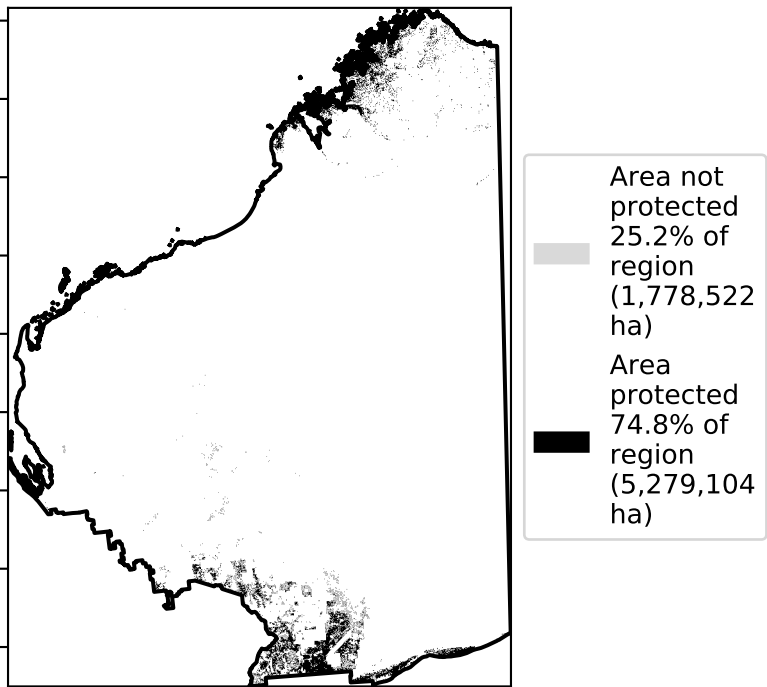 Area not
protected
25.2% of
region
(1,778,522
ha)
Area
protected
74.8% of
region
(5,279,104
ha)